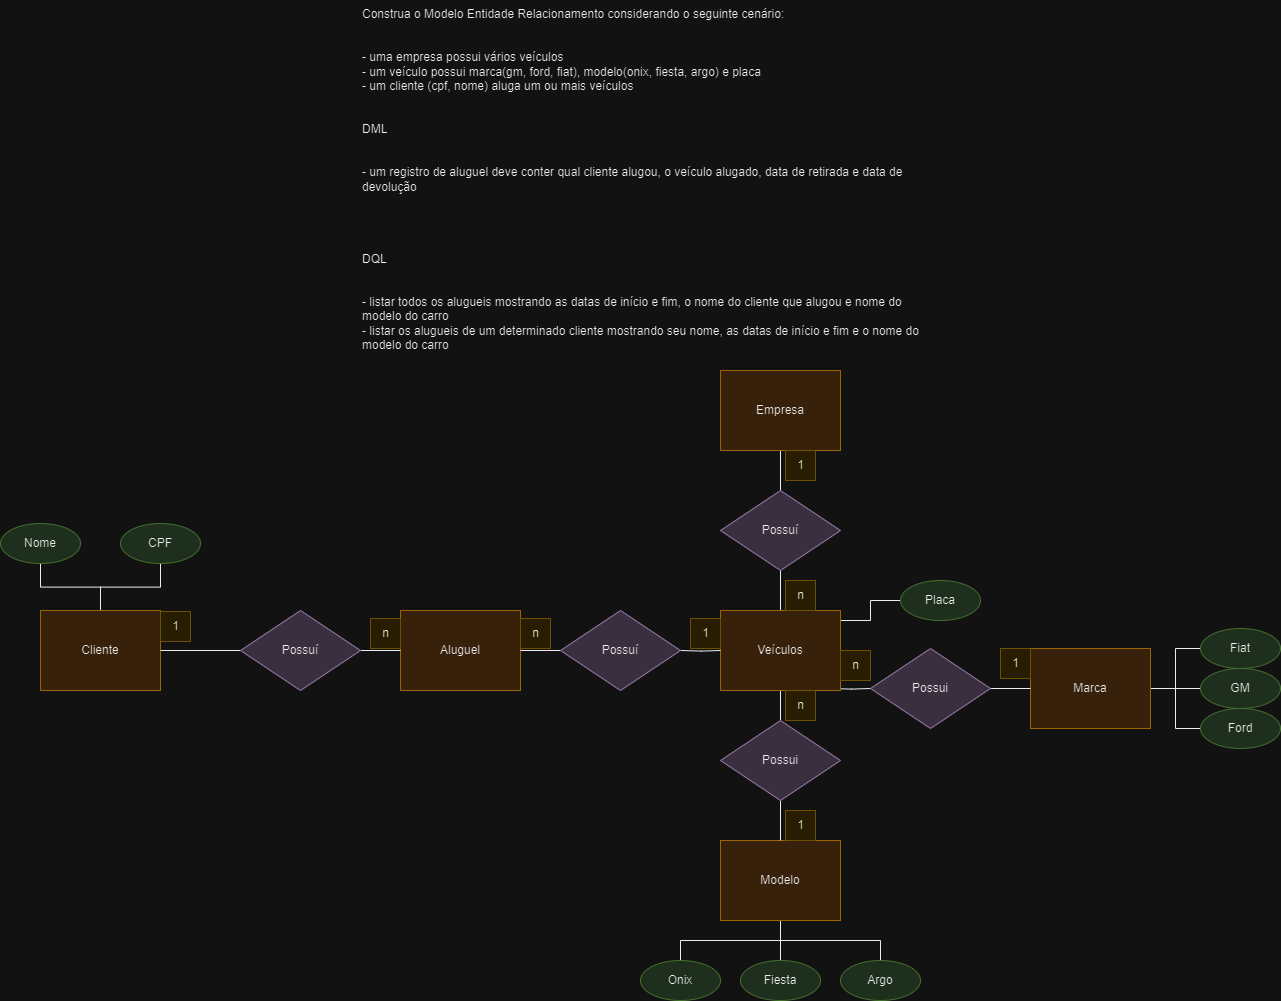 Construa o Modelo Entidade Relacionamento considerando o seguinte cenário:
- uma empresa possui vários veículos
- um veículo possui marca(gm, ford, fiat), modelo(onix, fiesta, argo) e placa
- um cliente (cpf, nome) aluga um ou mais veículos
DML
- um registro de aluguel deve conter qual cliente alugou, o veículo alugado, data de retirada e data de
devolução
DQL
- listar todos os alugueis mostrando as datas de início e fim, o nome do cliente que alugou e nome do
modelo do carro
- listar os alugueis de um determinado cliente mostrando seu nome, as datas de início e fim e o nome do
modelo do carro
Empresa
1
Possuí
Nome
CPF
n
Placa
Cliente
1
Possuí
n
Aluguel
n
Possuí
1
Veículos
n
Possui
1
Marca
Fiat
GM
Ford
n
Possui
1
Modelo
Onix
Fiesta
Argo